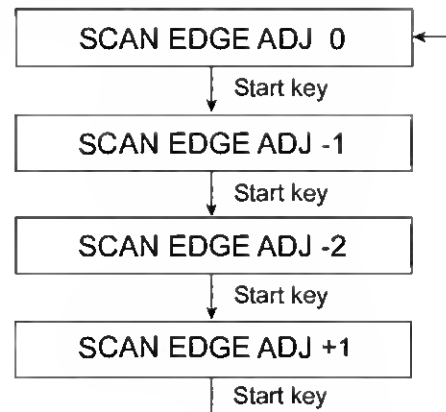 SCAN EDGE ADJ 0
Start key
SCAN EDGE ADJ -1
Start key
SCAN EDGE ADJ -2
Start key
SCAN EDGE ADJ +1
Start key